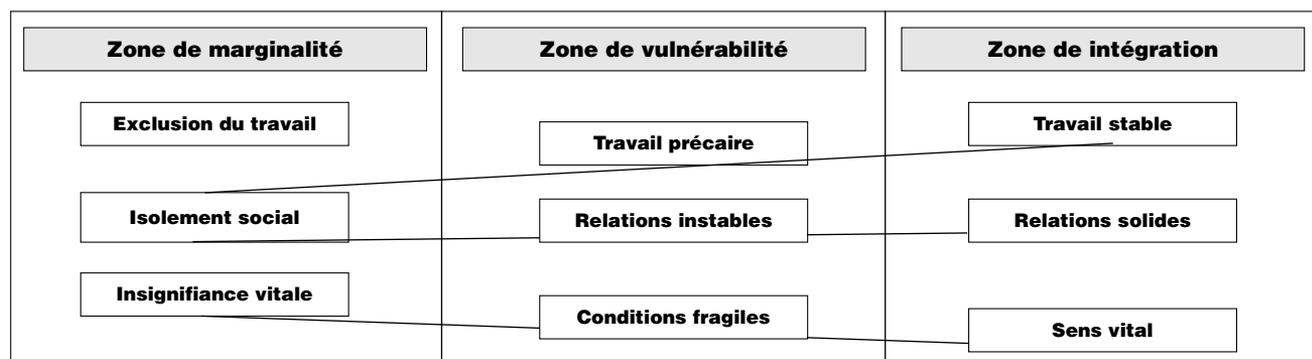 Zone de marginalité
Zone de vulnérabilité
Zone de intégration
Exclusion du travail
Travail précaire
Travail stable
Isolement social
Relations instables
Relations solides
Insignifiance vitale
Conditions fragiles
Sens vital